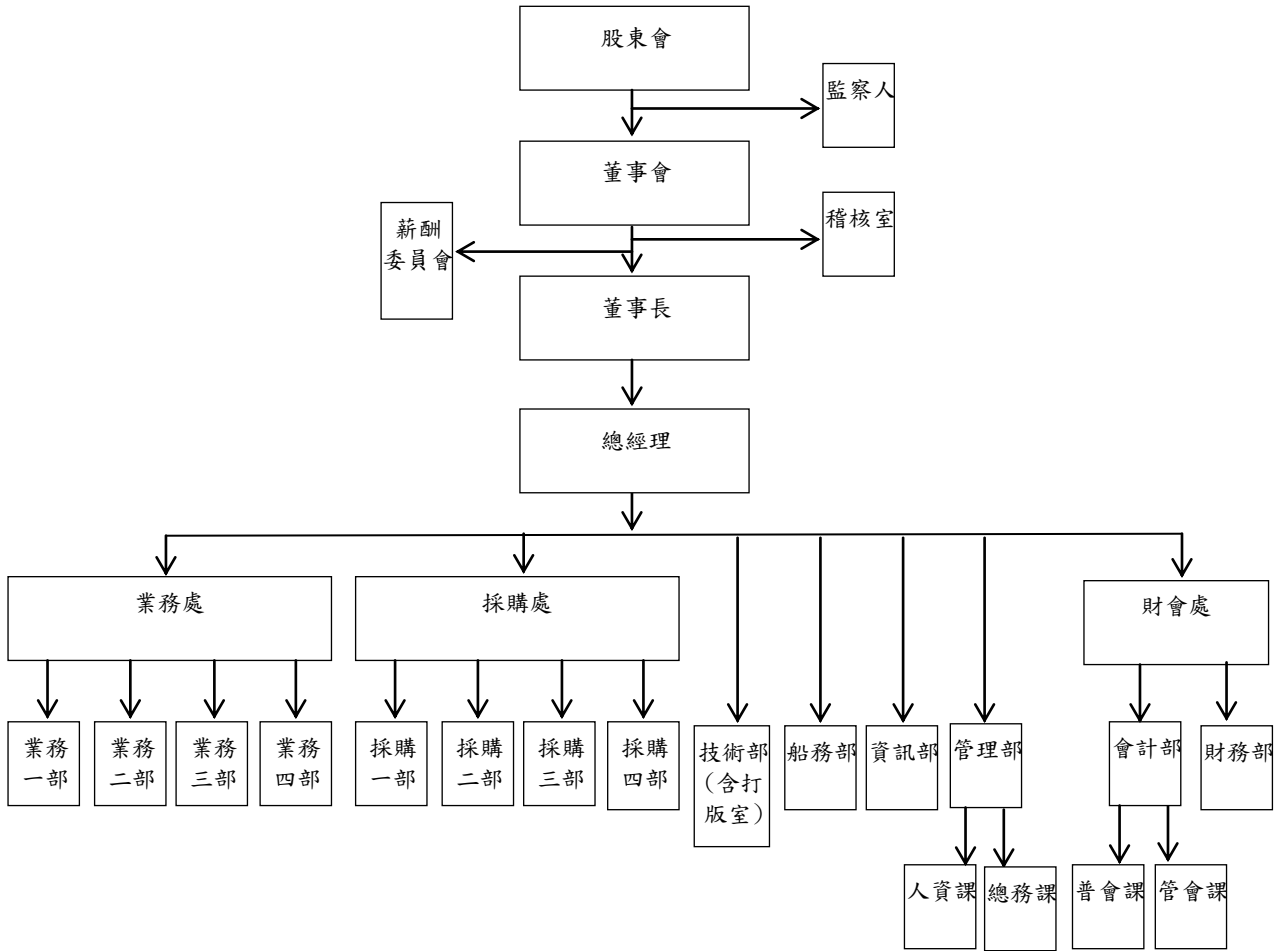 股東會
監察人
董事會
稽核室
薪酬
委員會
董事長
總經理
業務處
採購處
財會處
業務
一部
業務
二部
業務
三部
業務
四部
採購
一部
採購
二部
採購
三部
採購
四部
技術部
(含打
版室)
船務部
資訊部
管理部
會計部
財務部
人資課
總務課
普會課
管會課